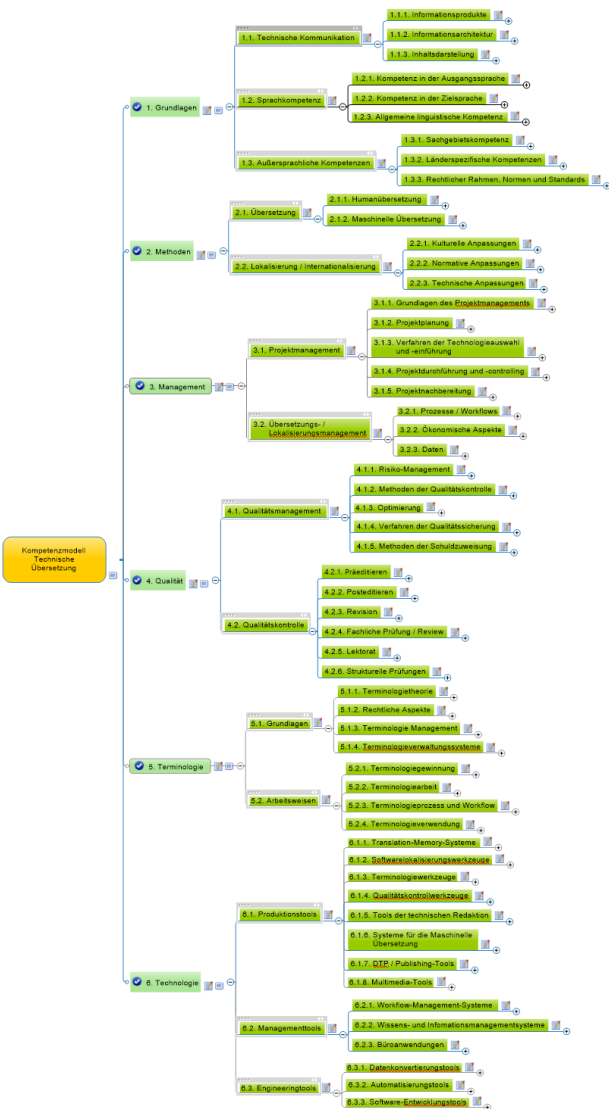 Kompetenzmodell
Technische
Übersetzung
1. Grundlagen
1.1. Technische Kommunikation
1.1.1. Informationsprodukte
1.1.2. Informationsarchitektur
1.1.3. Inhaltsdarstellung
1.2. Sprachkompetenz
1.2.1. Kompetenz in der Ausgangssprache
1.2.2. Kompetenz in der Zielsprache
1.2.3. Allgemeine linguistische Kompetenz
1.3. Außersprachliche Kompetenzen
1.3.1. Sachgebietskompetenz
1.3.2. Länderspezifische Kompetenzen
1.3.3. Rechtlicher Rahmen, Normen und Standards
2. Methoden
2.1. Übersetzung
2.1.1. Humanübersetzung
2.1.2. Maschinelle Übersetzung
2.2. Lokalisierung / Internationalisierung
2.2.1. Kulturelle Anpassungen
2.2.2. Normative Anpassungen
2.2.3. Technische Anpassungen
3. Management
3.1. Projektmanagement
3.1.1. Grundlagen des Projektmanagements
3.1.2. Projektplanung
3.1.3. Verfahren der Technologieauswahl
und -einführung
3.1.4. Projektdurchführung und -controlling
3.1.5. Projektnachbereitung
3.2. Übersetzungs- /
Lokalisierungsmanagement
3.2.1. Prozesse / Workflows
3.2.2. Ökonomische Aspekte
3.2.3. Daten
4. Qualität
4.1. Qualitätsmanagement
4.1.1. Risiko-Management
4.1.2. Methoden der Qualitätskontrolle
4.1.3. Optimierung
4.1.4. Verfahren der Qualitätssicherung
4.1.5. Methoden der Schuldzuweisung
4.2. Qualitätskontrolle
4.2.1. Präeditieren
4.2.2. Posteditieren
4.2.3. Revision
4.2.4. Fachliche Prüfung / Review
4.2.5. Lektorat
4.2.6. Strukturelle Prüfungen
5. Terminologie
5.1. Grundlagen
5.1.1. Terminologietheorie
5.1.2. Rechtliche Aspekte
5.1.3. Terminologie Management
5.1.4. Terminologieverwaltungssysteme
5.2. Arbeitsweisen
5.2.1. Terminologiegewinnung
5.2.2. Terminologiearbeit
5.2.3. Terminologieprozess und Workflow
5.2.4. Terminologieverwendung
6. Technologie
6.1. Produktionstools
6.1.1. Translation-Memory-Systeme
6.1.2. Softwarelokalisierungswerkzeuge
6.1.3. Terminologiewerkzeuge
6.1.4. Qualitätskontrollwerkzeuge
6.1.5. Tools der technischen Redaktion
6.1.6. Systeme für die Maschinelle
Übersetzung
6.1.7. DTP / Publishing-Tools
6.1.8. Multimedia-Tools
6.2. Managementtools
6.2.1. Workflow-Management-Systeme
6.2.2. Wissens- und Infomationsmanagementsysteme
6.2.3. Büroanwendungen
6.3. Engineeringtools
6.3.1. Datenkonvertierungstools
6.3.2. Automatisierungstools
6.3.3. Software-Entwicklungstools